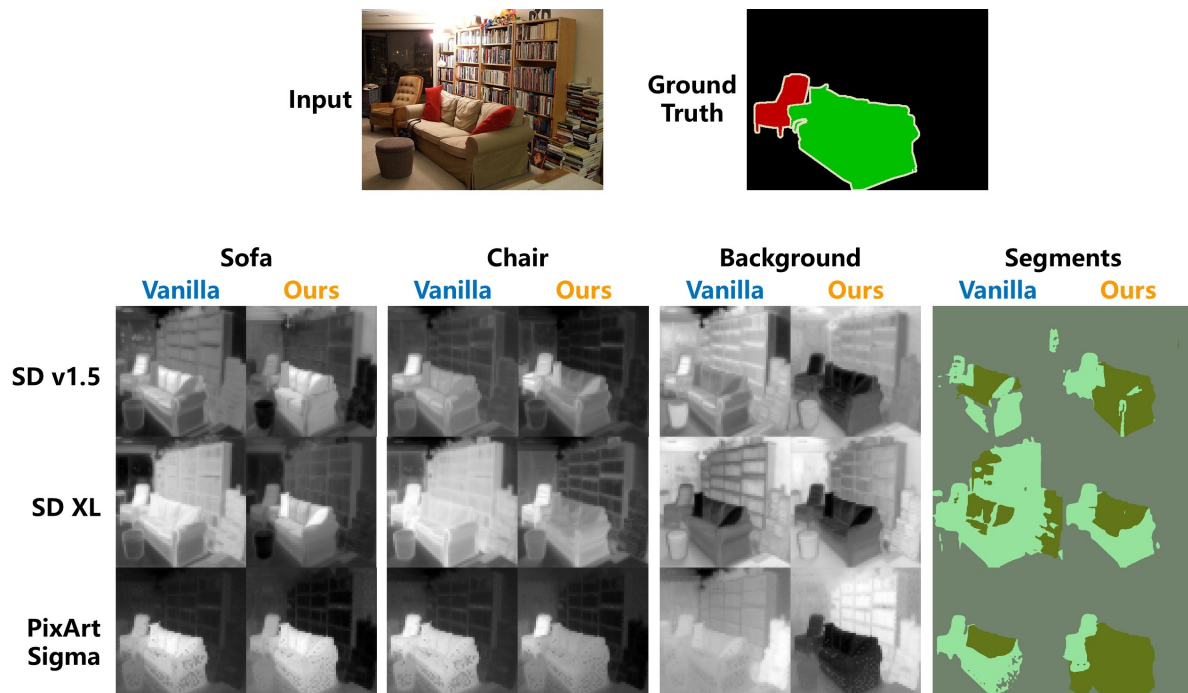 Input
Ground
Truth
Sofa
Chair
Background
Segments
Vanilla
Ours
Vanilla
Ours
Vanilla
Ours
Vanilla
Ours
SD v1.5
SD XL
PixArt
Sigma